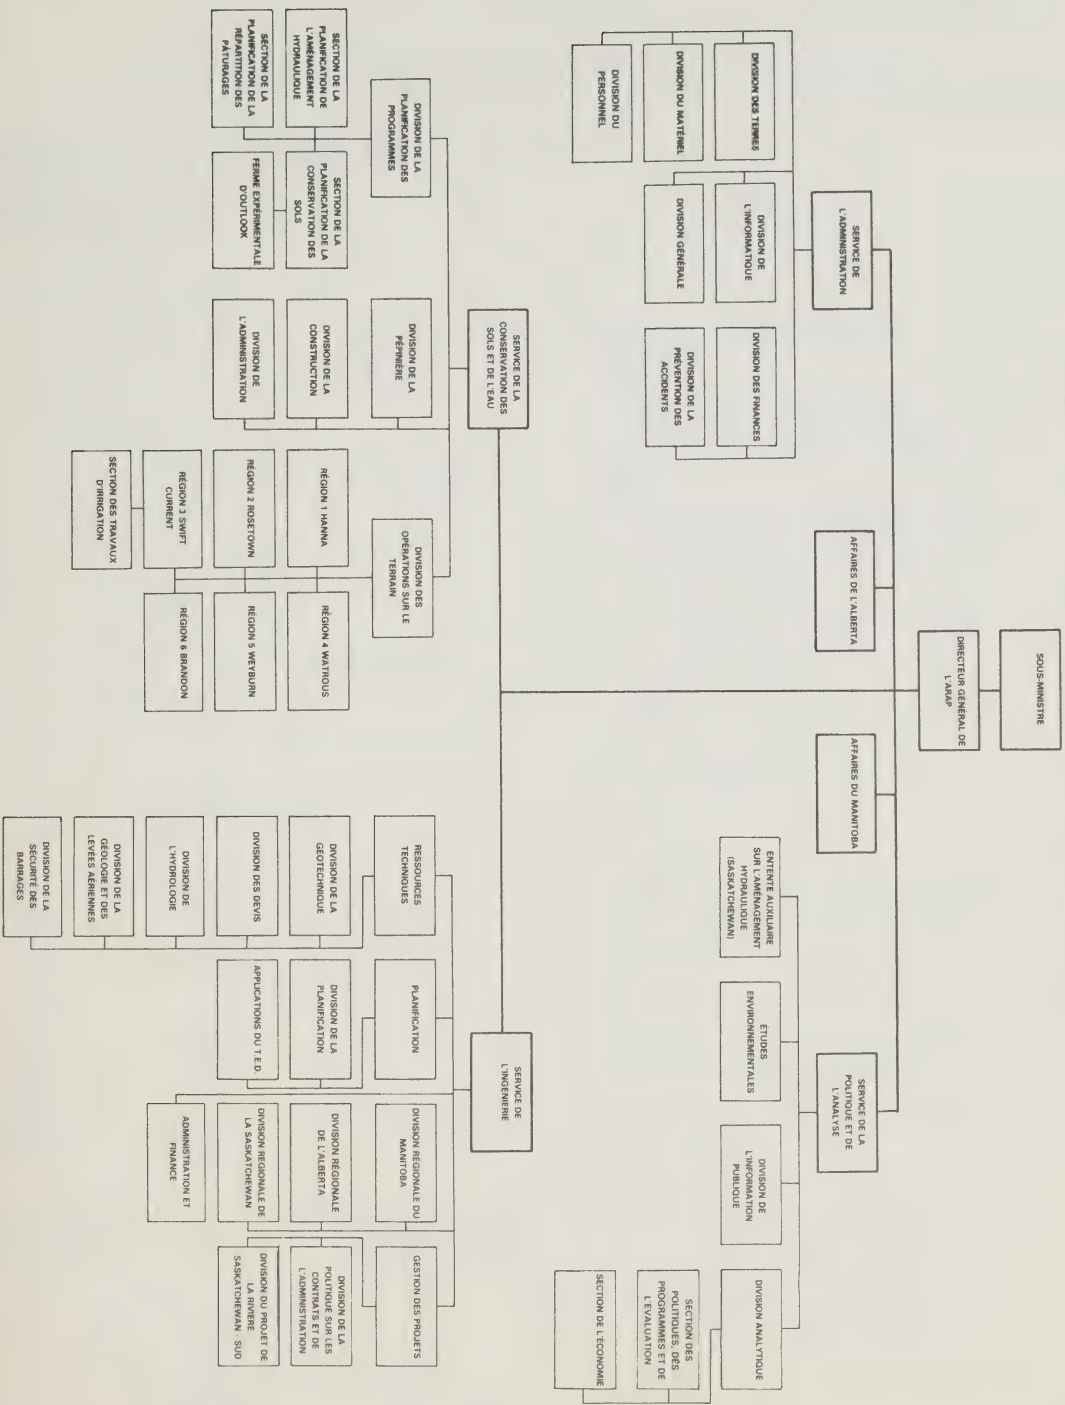 SOUS-MINISTRE
DIRECTEUR GÉNÉRAL DE
L'ARAP
AFFAIRES DE L'ALBERTA
AFFAIRES DU MANITOBA
SERVICE DE
L'ADMINISTRATION
DIVISION DES TERRES
DIVISION DU MATÉRIEL
DIVISION DU
PERSONNEL
DIVISION DE
L'INFORMATIQUE
DIVISION GÉNÉRALE
DIVISION DES FINANCES
DIVISION DE LA
PRÉVENTION DES
ACCIDENTS
SERVICE DE LA
POLITIQUE ET DE
L'ANALYSE
ENTENTE AUXILIAIRE
SUR L'AMÉNAGEMENT
HYDRAULIQUE
(SASKATCHEWAN)
ÉTUDES
ENVIRONNEMENTALES
DIVISION DE
L'INFORMATION
PUBLIQUE
DIVISION ANALYTIQUE
SECTION DES
POLITIQUES, DES
PROGRAMMES ET DE
L'EVALUATION
SECTION DE L'ÉCONOMIE
SERVICE DE LA
CONSERVATION DES
SOLS ET DE L'EAU
DIVISION DE LA
PLANIFICATION DES
PROGRAMMES
SECTION DE LA
PLANIFICATION DE
L'AMÉNAGEMENT
HYDRAULIQUE
SECTION DE LA
PLANIFICATION DE LA
RÉPARTITION DES
PÂTURAGES
SECTION DE LA
PLANIFICATION DE LA
CONSERVATION DES
SOLS
FERME EXPÉRIMENTALE
D'OUTLOOK
DIVISION DE LA
PÉPINIÈRE
DIVISION DE LA
CONSTRUCTION
DIVISION DE
L'ADMINISTRATION
DIVISION DES
OPÉRATIONS SUR LE
TERRAIN
RÉGION 1 HANNA
RÉGION 2 ROSETOWN
RÉGION 3 SWIFT
CURRENT
SECTION DES TRAVAUX
D'IRRIGATION
RÉGION 4 WATROUS
RÉGION 5 WEYBURN
RÉGION 6 BRANDON
SERVICE DE
L'INGENIERIE
RESSOURCES
TECHNIQUES
DIVISION DE LA
GÉOTECHNIQUE
DIVISION DES DEVIS
DIVISION DE
L'HYDROLOGIE
DIVISION DE LA
GÉOLOGIE ET DES
LEVÉES AÉRIENNES
DIVISION DE LA
SÉCURITÉ DES
BARRAGES
PLANIFICATION
DIVISION DE LA
PLANIFICATION
APPLICATIONS DU T.E.D.
DIVISION RÉGIONALE DU
MANITOBA
DIVISION RÉGIONALE
DE L'ALBERTA
DIVISION REGIONALE DE
LA SASKATCHEWAN
ADMINISTRATION ET
FINANCE
GESTION DES PROJETS
DIVISION DE LA
POLITIQUE SUR LES
CONTRATS ET DE
L'ADMINISTRATION
DIVISION DU PROJET DE
LA RIVIERE
SASKATCHEWAN - SUD